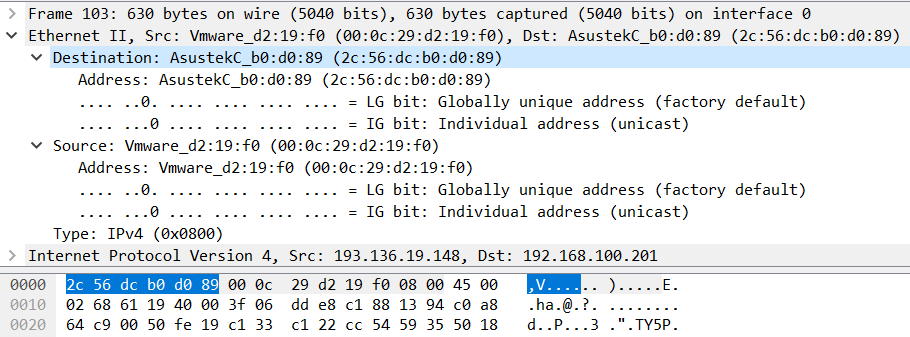 Frame 103: 630 bytes on wire (5040 bits), 630 bytes captured (5040 bits) on interface 0
Ethernet II, Src: Vmware_d2:19:f0 (00:0c:29:d2:19:f0), Dst: AsustekC_b0:d0:89 (2c:56:dc:b0:d0:89)
Destination: AsustekC_b0:d0:89 (2c:56:dc:b0:d0:89)
Address: AsustekC_b0:d0:89 (2c:56:dc:b0:d0:89)
.... ..0. .... .... .... .... = LG bit: Globally unique address (factory default)
.... ...0 .... .... .... .... = IG bit: Individual address (unicast)
Source: Vmware_d2:19:f0 (00:0c:29:d2:19:f0)
Address: Vmware_d2:19:f0 (00:0c:29:d2:19:f0)
.... ..0. .... .... .... .... = LG bit: Globally unique address (factory default)
.... ...0 .... .... .... .... = IG bit: Individual address (unicast)
Type: IPv4 (0x0800)
Internet Protocol Version 4, Src: 193.136.19.148, Dst: 192.168.100.201
0000 2c 56 dc b0 d0 89 00 0c 29 d2 19 f0 08 00 45 00 ,V...... ).....E.
0010 02 68 61 19 40 00 3f 06 dd e8 c1 88 13 94 c0 a8 .ha.@.?. ........
0020 64 c9 00 50 fe 19 c1 33 c1 22 cc 54 59 35 50 18 d..P...3 .".TY5P.